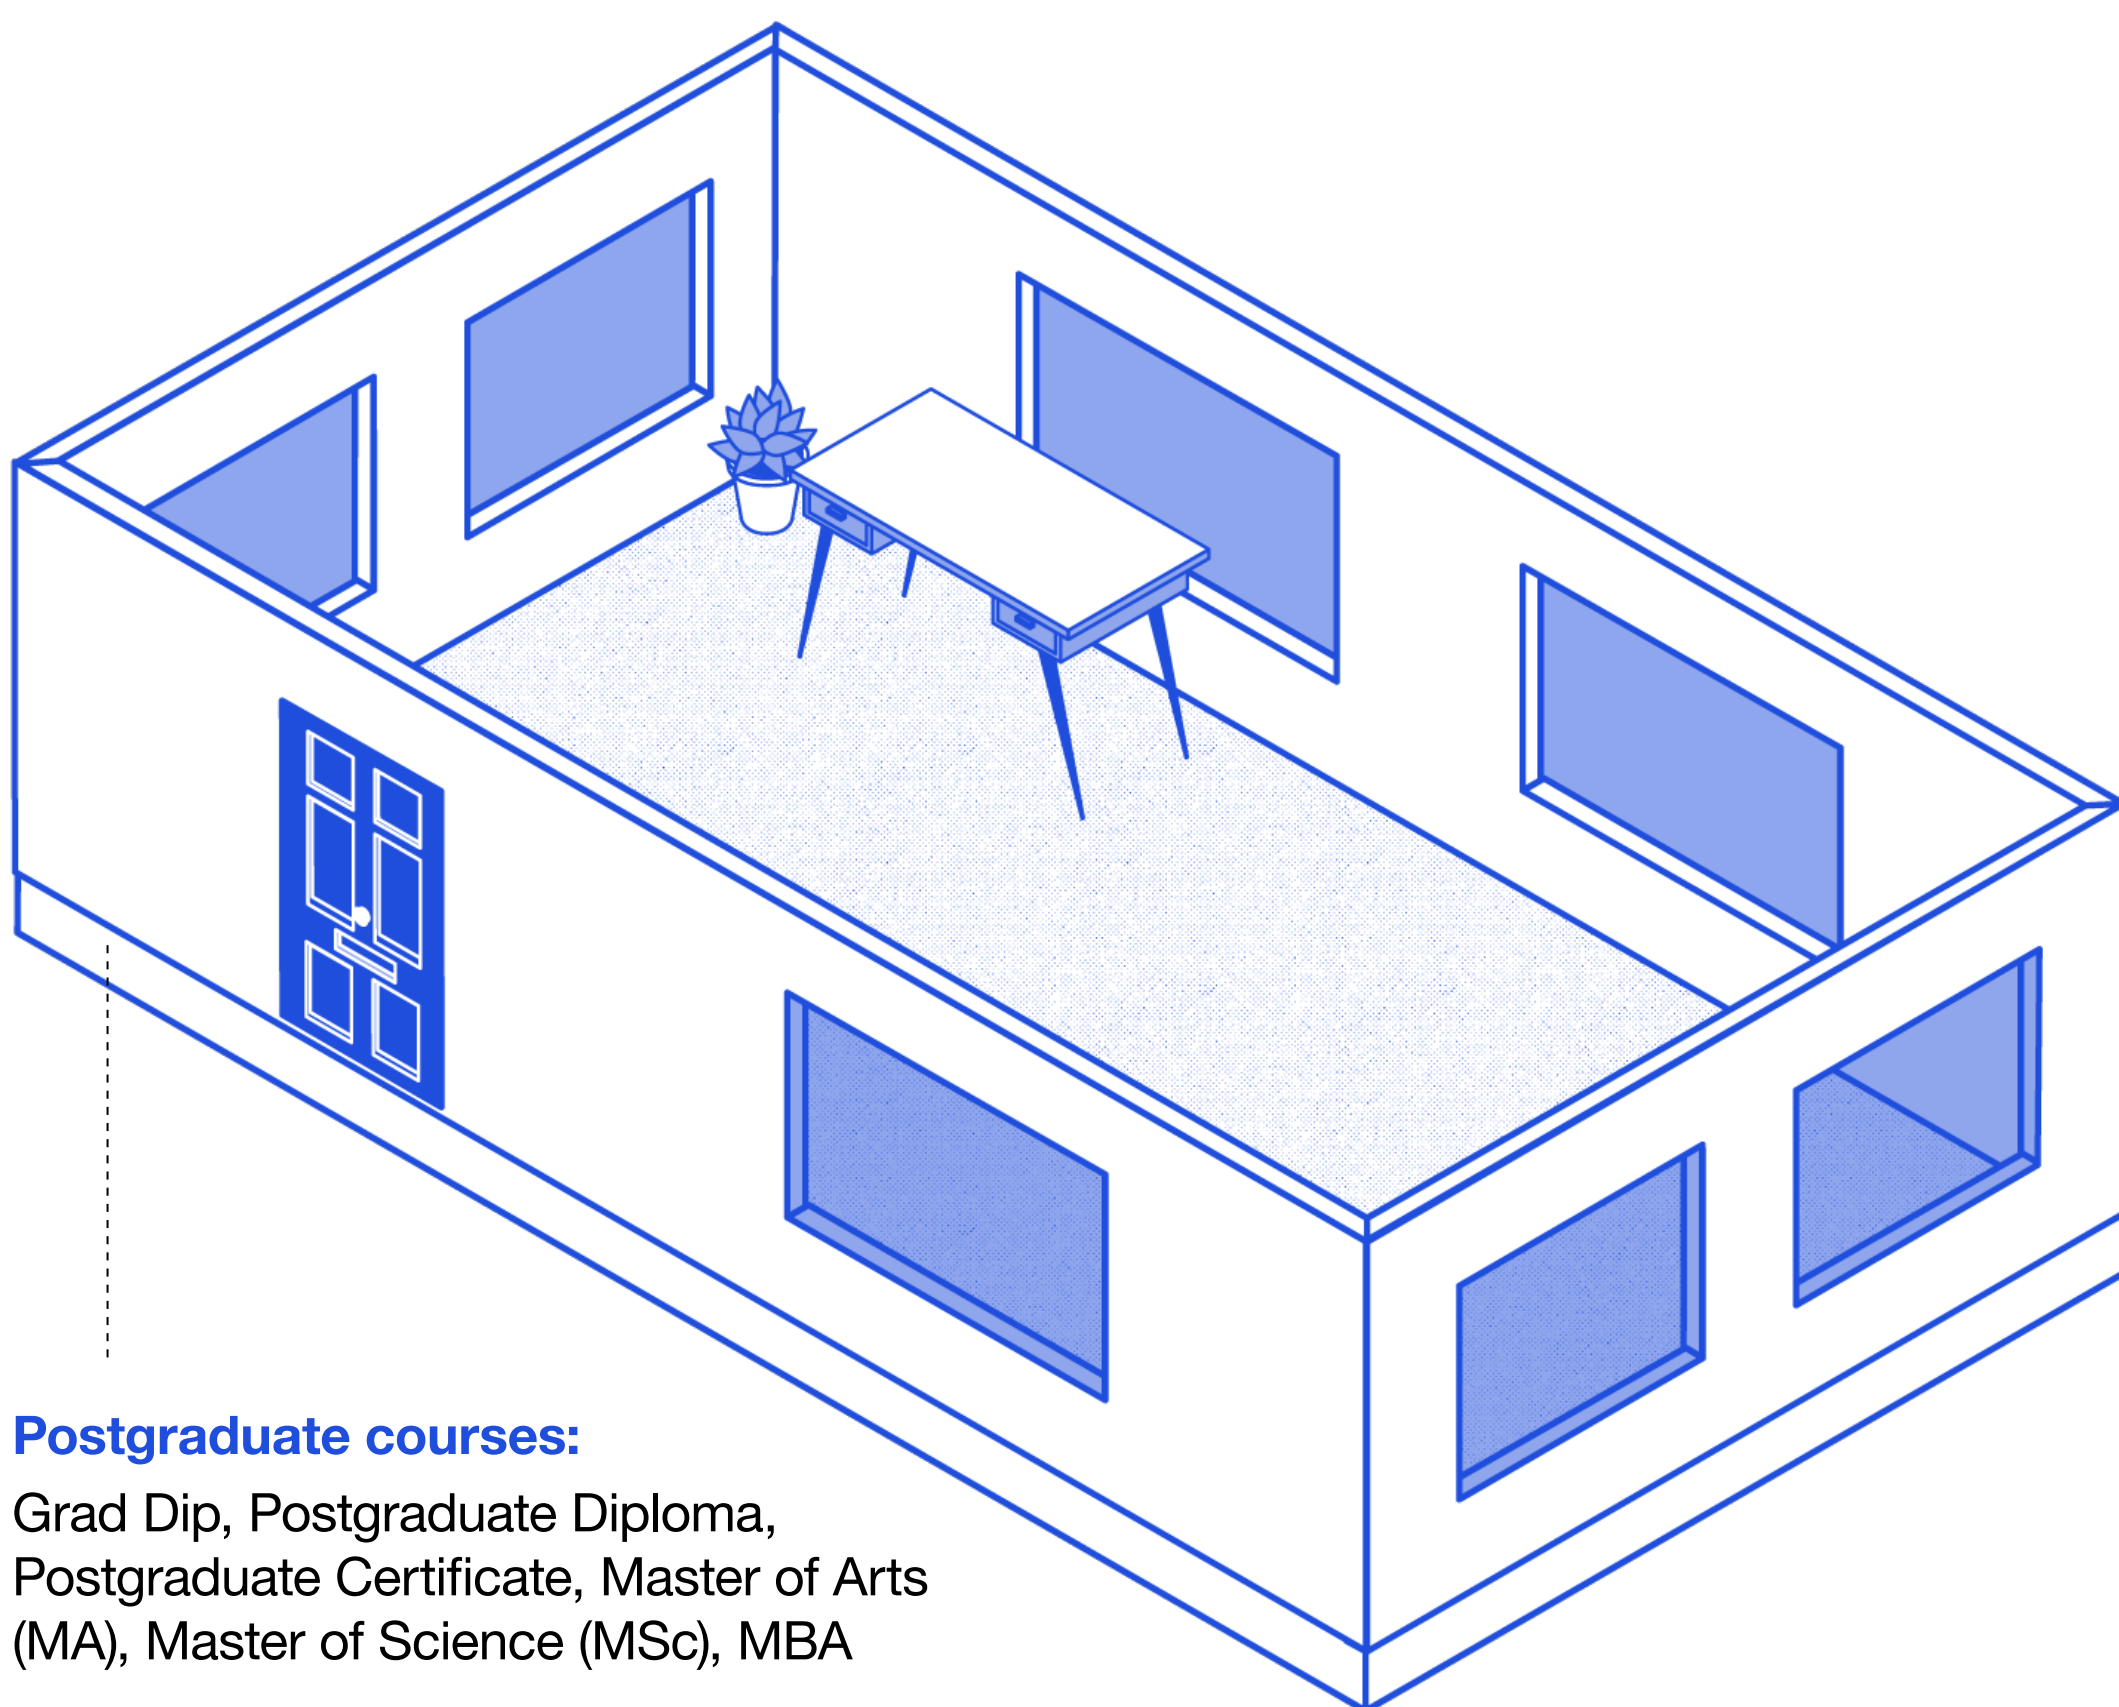 Postgraduate courses:
Grad Dip, Postgraduate Diploma,
Postgraduate Certificate, Master of Arts
(MA), Master of Science (MSc), MBA